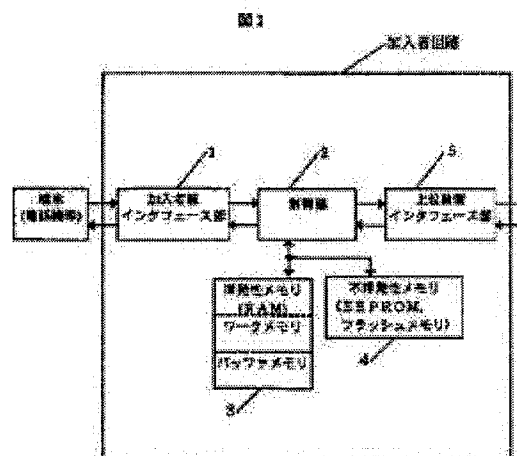 図1
加入者回路
1
2
5
端末
(電話機等)
加入者線
インタフェース部
制御部
上位装置
インタフェース部
揮発性メモリ
(RAM)
ワークメモリ
バッファメモリ
不揮発性メモリ
(EEPROM,
フラッシュメモリ)
3
4